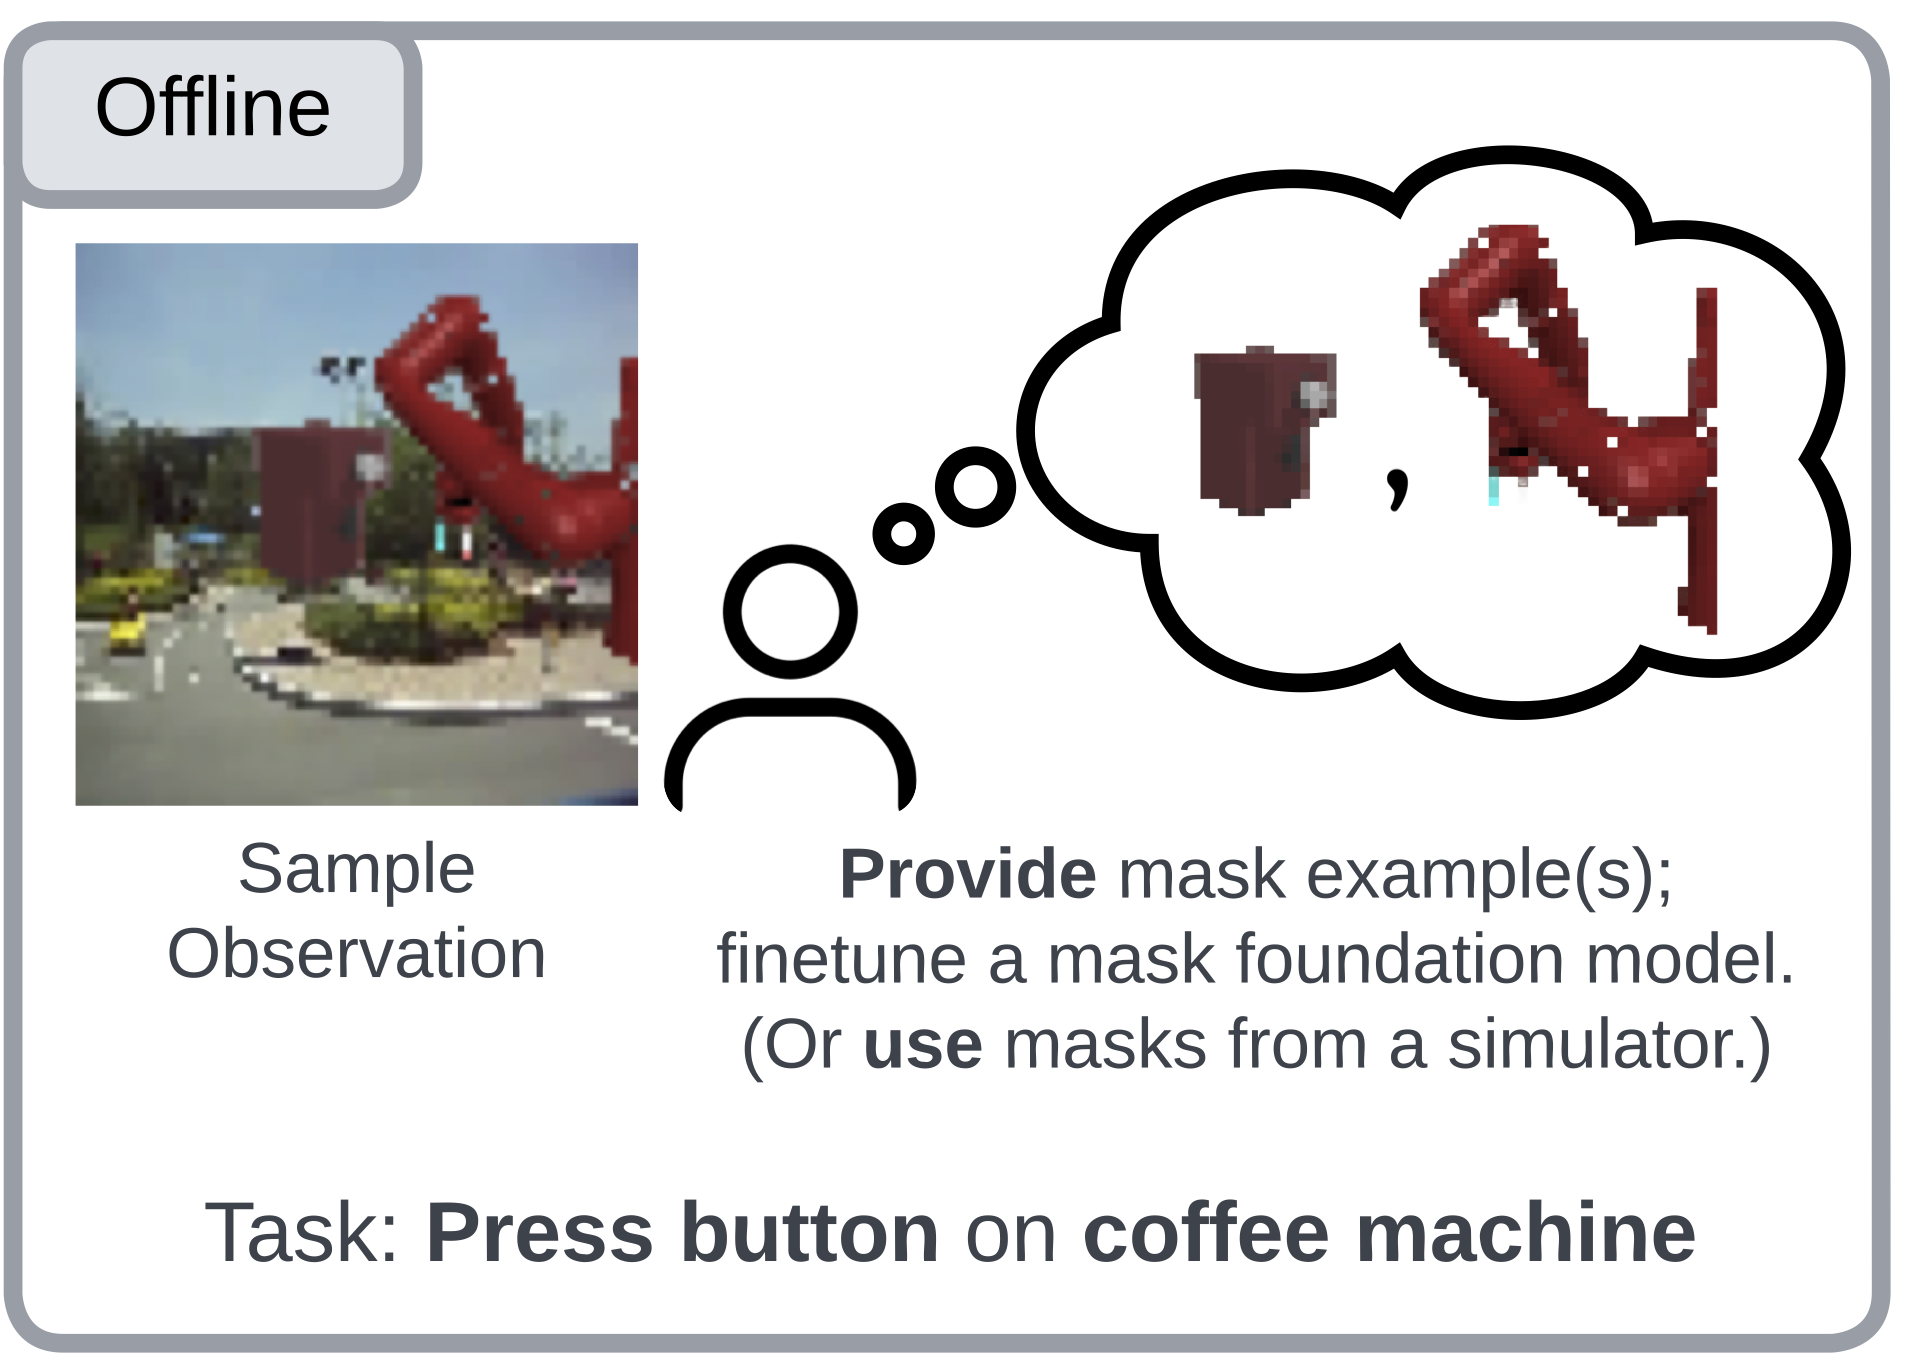 Offline
,
Sample
Observation
Provide mask example(s);
finetune a mask foundation model.
(Or use masks from a simulator.)
Task: Press button on coffee machine